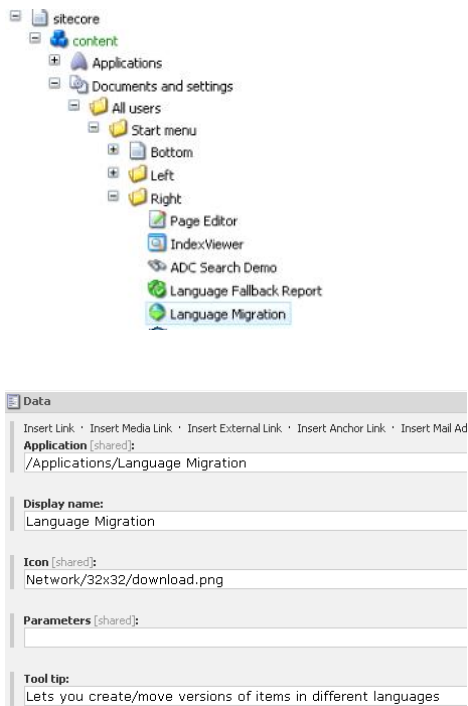 sitecore
content
Applications
Documents and settings
All users
Start menu
Bottom
Left
Right
Page Editor
IndexViewer
ADC Search Demo
Language Fallback Report
Language Migration
Data
Insert Link · Insert Media Link · Insert External Link · Insert Anchor Link · Insert Mail Ad
Application [shared]:
/Applications/Language Migration
Display name:
Language Migration
Icon [shared]:
Network/32x32/download.png
Parameters [shared]:
Tool tip:
Lets you create/move versions of items in different languages